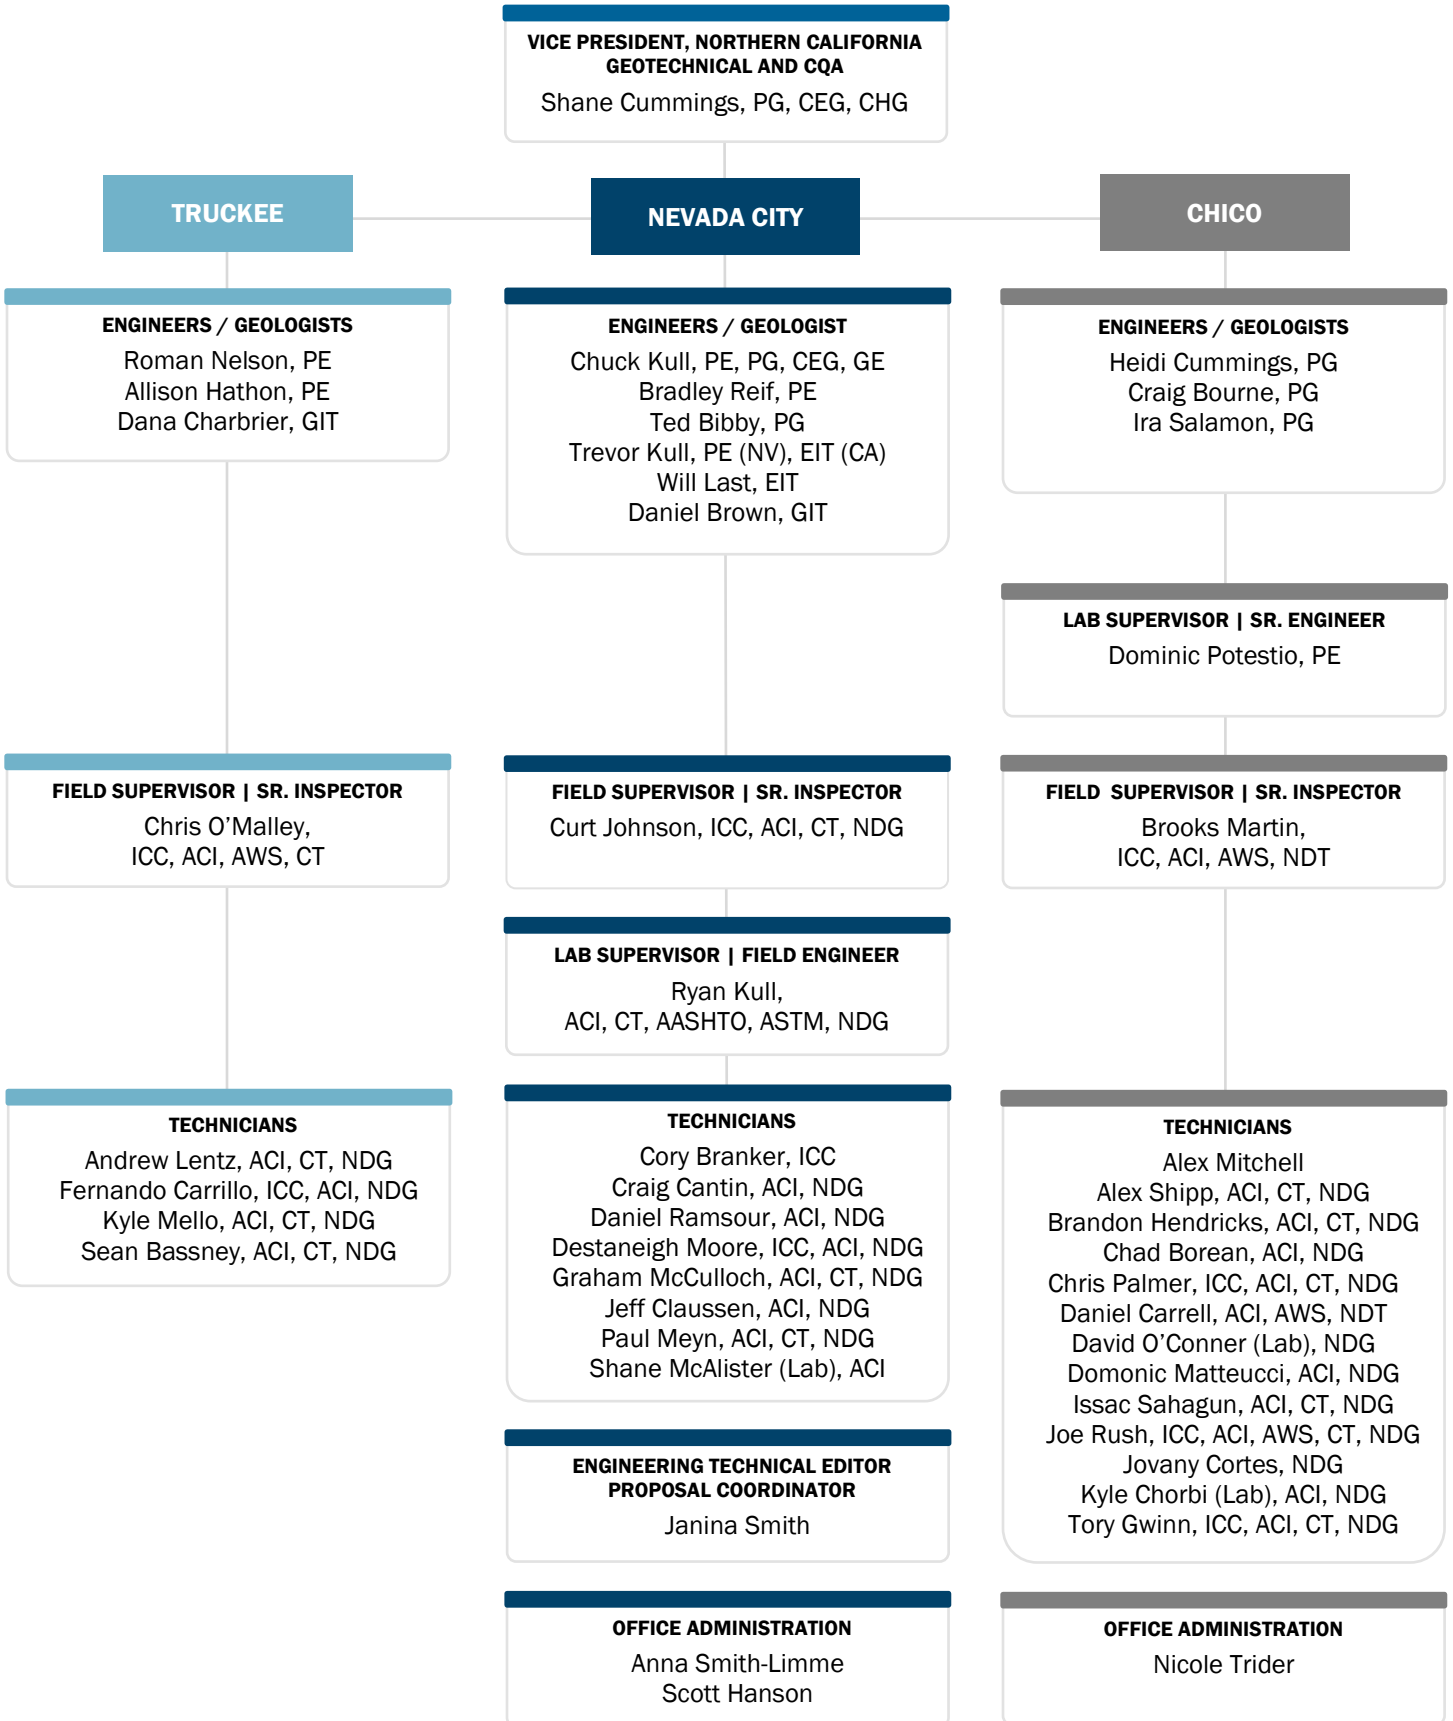 VICE PRESIDENT, NORTHERN CALIFORNIA
GEOTECHNICAL AND CQA
Shane Cummings, PG, CEG, CHG
TRUCKEE
ENGINEERS / GEOLOGISTS
Roman Nelson, PE
Allison Hathon, PE
Dana Charbrier, GIT
FIELD SUPERVISOR | SR. INSPECTOR
Chris O’Malley,
ICC, ACI, AWS, CT
TECHNICIANS
Andrew Lentz, ACI, CT, NDG
Fernando Carrillo, ICC, ACI, NDG
Kyle Mello, ACI, CT, NDG
Sean Bassney, ACI, CT, NDG
NEVADA CITY
ENGINEERS / GEOLOGIST
Chuck Kull, PE, PG, CEG, GE
Bradley Reif, PE
Ted Bibby, PG
Trevor Kull, PE (NV), EIT (CA)
Will Last, EIT
Daniel Brown, GIT
FIELD SUPERVISOR | SR. INSPECTOR
Curt Johnson, ICC, ACI, CT, NDG
LAB SUPERVISOR | FIELD ENGINEER
Ryan Kull,
ACI, CT, AASHTO, ASTM, NDG
TECHNICIANS
Cory Branker, ICC
Craig Cantin, ACI, NDG
Daniel Ramsour, ACI, NDG
Destaneigh Moore, ICC, ACI, NDG
Graham McCulloch, ACI, CT, NDG
Jeff Claussen, ACI, NDG
Paul Meyn, ACI, CT, NDG
Shane McAlister (Lab), ACI
ENGINEERING TECHNICAL EDITOR
PROPOSAL COORDINATOR
Janina Smith
OFFICE ADMINISTRATION
Anna Smith-Limme
Scott Hanson
CHICO
ENGINEERS / GEOLOGISTS
Heidi Cummings, PG
Craig Bourne, PG
Ira Salamon, PG
LAB SUPERVISOR | SR. ENGINEER
Dominic Potestio, PE
FIELD SUPERVISOR | SR. INSPECTOR
Brooks Martin,
ICC, ACI, AWS, NDT
TECHNICIANS
Alex Mitchell
Alex Shipp, ACI, CT, NDG
Brandon Hendricks, ACI, CT, NDG
Chad Borean, ACI, NDG
Chris Palmer, ICC, ACI, CT, NDG
Daniel Carrell, ACI, AWS, NDT
David O’Conner (Lab), NDG
Domonic Matteucci, ACI, NDG
Issac Sahagun, ACI, CT, NDG
Joe Rush, ICC, ACI, AWS, CT, NDG
Jovany Cortes, NDG
Kyle Chorbi (Lab), ACI, NDG
Tory Gwinn, ICC, ACI, CT, NDG
OFFICE ADMINISTRATION
Nicole Trider